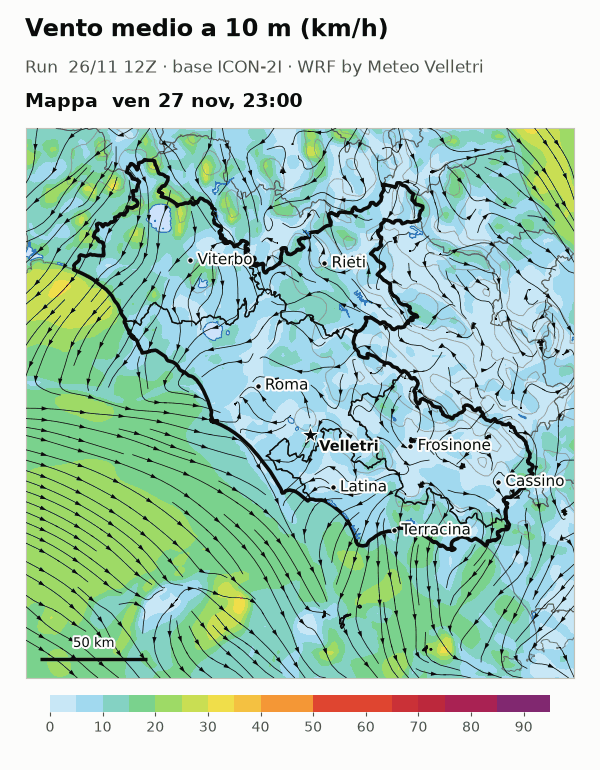 Vento medio a 10 m (km/h)
Run 26/11 12Z · base ICON-2I · WRF by Meteo Velletri
Mappa ven 27 nov, 23:00
Viterbo
Rieti
Roma
Velletri
Frosinone
Latina
Cassino
Terracina
50 km
0 10 20 30 40 50 60 70 80 90